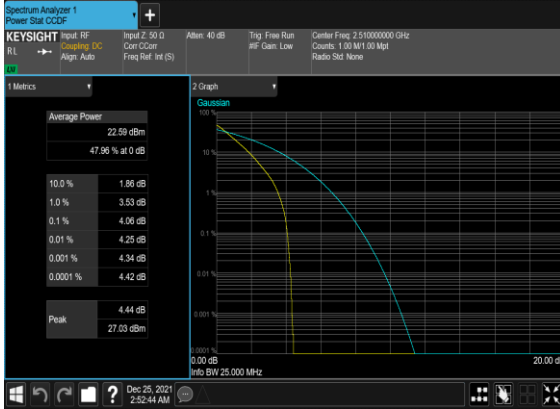 Spectrum Analyzer 1
Power Stat CCDF
+
KEYSIGHT
RL
Input: RF
Coupling: DC
Align: Auto
Input Z: 50 Ω
Corr CCorr
Freq Ref: Int (S)
Atten: 40 dB
Trig: Free Run
#IF Gain: Low
Center Freq: 2.510000000 GHz
Counts: 1.00 M/1.00 Mpt
Radio Std: None
1 Metrics
Average Power
22.59 dBm
47.96 % at 0 dB
10.0 % 1.86 dB
1.0 % 3.53 dB
0.1 % 4.06 dB
0.01 % 4.25 dB
0.001 % 4.34 dB
0.0001 % 4.42 dB
Peak
4.44 dB
27.03 dBm
2 Graph
Gaussian
100 %
10 %
1 %
0.1 %
0.01 %
0.001 %
0.0001 %
0.00 dB
20.00 d
Info BW 25.000 MHz
?
Dec 25, 2021
2:52:44 AM